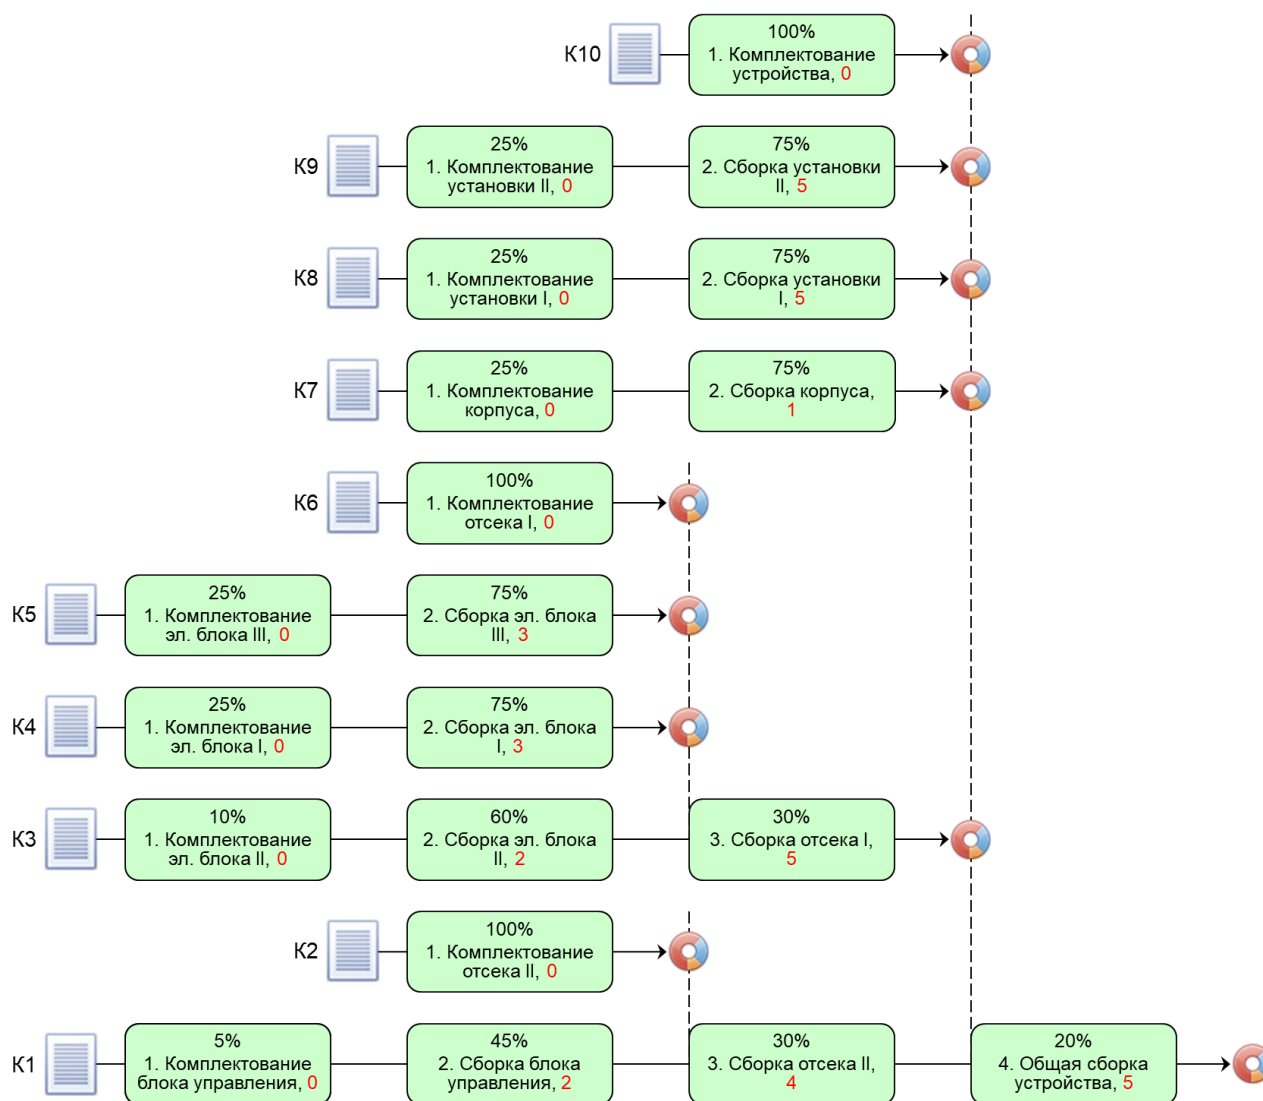 К10
100%
1. Комплектование
устройства, 0
К9
25%
1. Комплектование
установки II, 0
75%
2. Сборка установки
II, 5
К8
25%
1. Комплектование
установки I, 0
75%
2. Сборка установки
I, 5
К7
25%
1. Комплектование
корпуса, 0
75%
2. Сборка корпуса,
1
К6
100%
1. Комплектование
отсека I, 0
К5
25%
1. Комплектование
эл. блока III, 0
75%
2. Сборка эл. блока
III, 3
К4
25%
1. Комплектование
эл. блока I, 0
75%
2. Сборка эл. блока
I, 3
К3
10%
1. Комплектование
эл. блока II, 0
60%
2. Сборка эл. блока
II, 2
30%
3. Сборка отсека I,
5
К2
100%
1. Комплектование
отсека II, 0
К1
5%
1. Комплектование
блока управления, 0
45%
2. Сборка блока
управления, 2
30%
3. Сборка отсека II,
4
20%
4. Общая сборка
устройства, 5